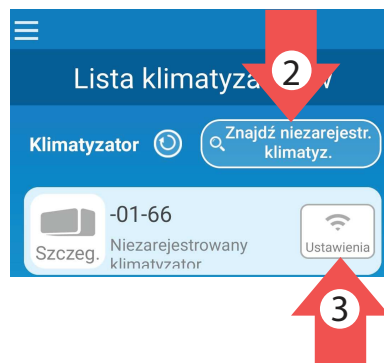 2
Lista klimatyza
Klimatyzator
Znajdź niezarejestr.
klimatyz.
-01-66
Szczeg.
Niezarejestrowany
klimatyzator
Ustawienia
3